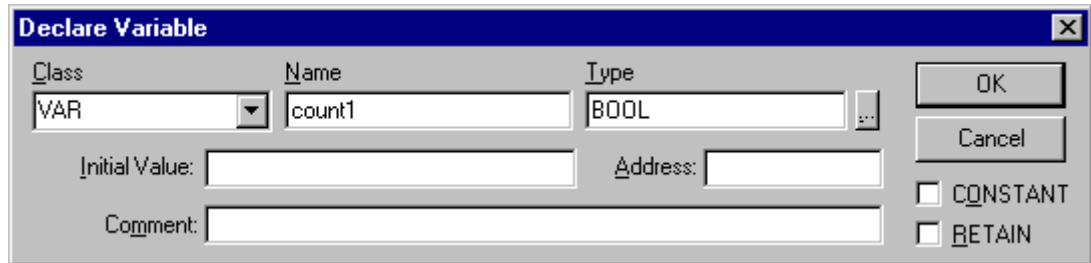 Declare Variable
Class Name Type
VAR count1 BOOL ... OK
Cancel
Initial Value: Address:
CONSTANT
Comment:
RETAIN